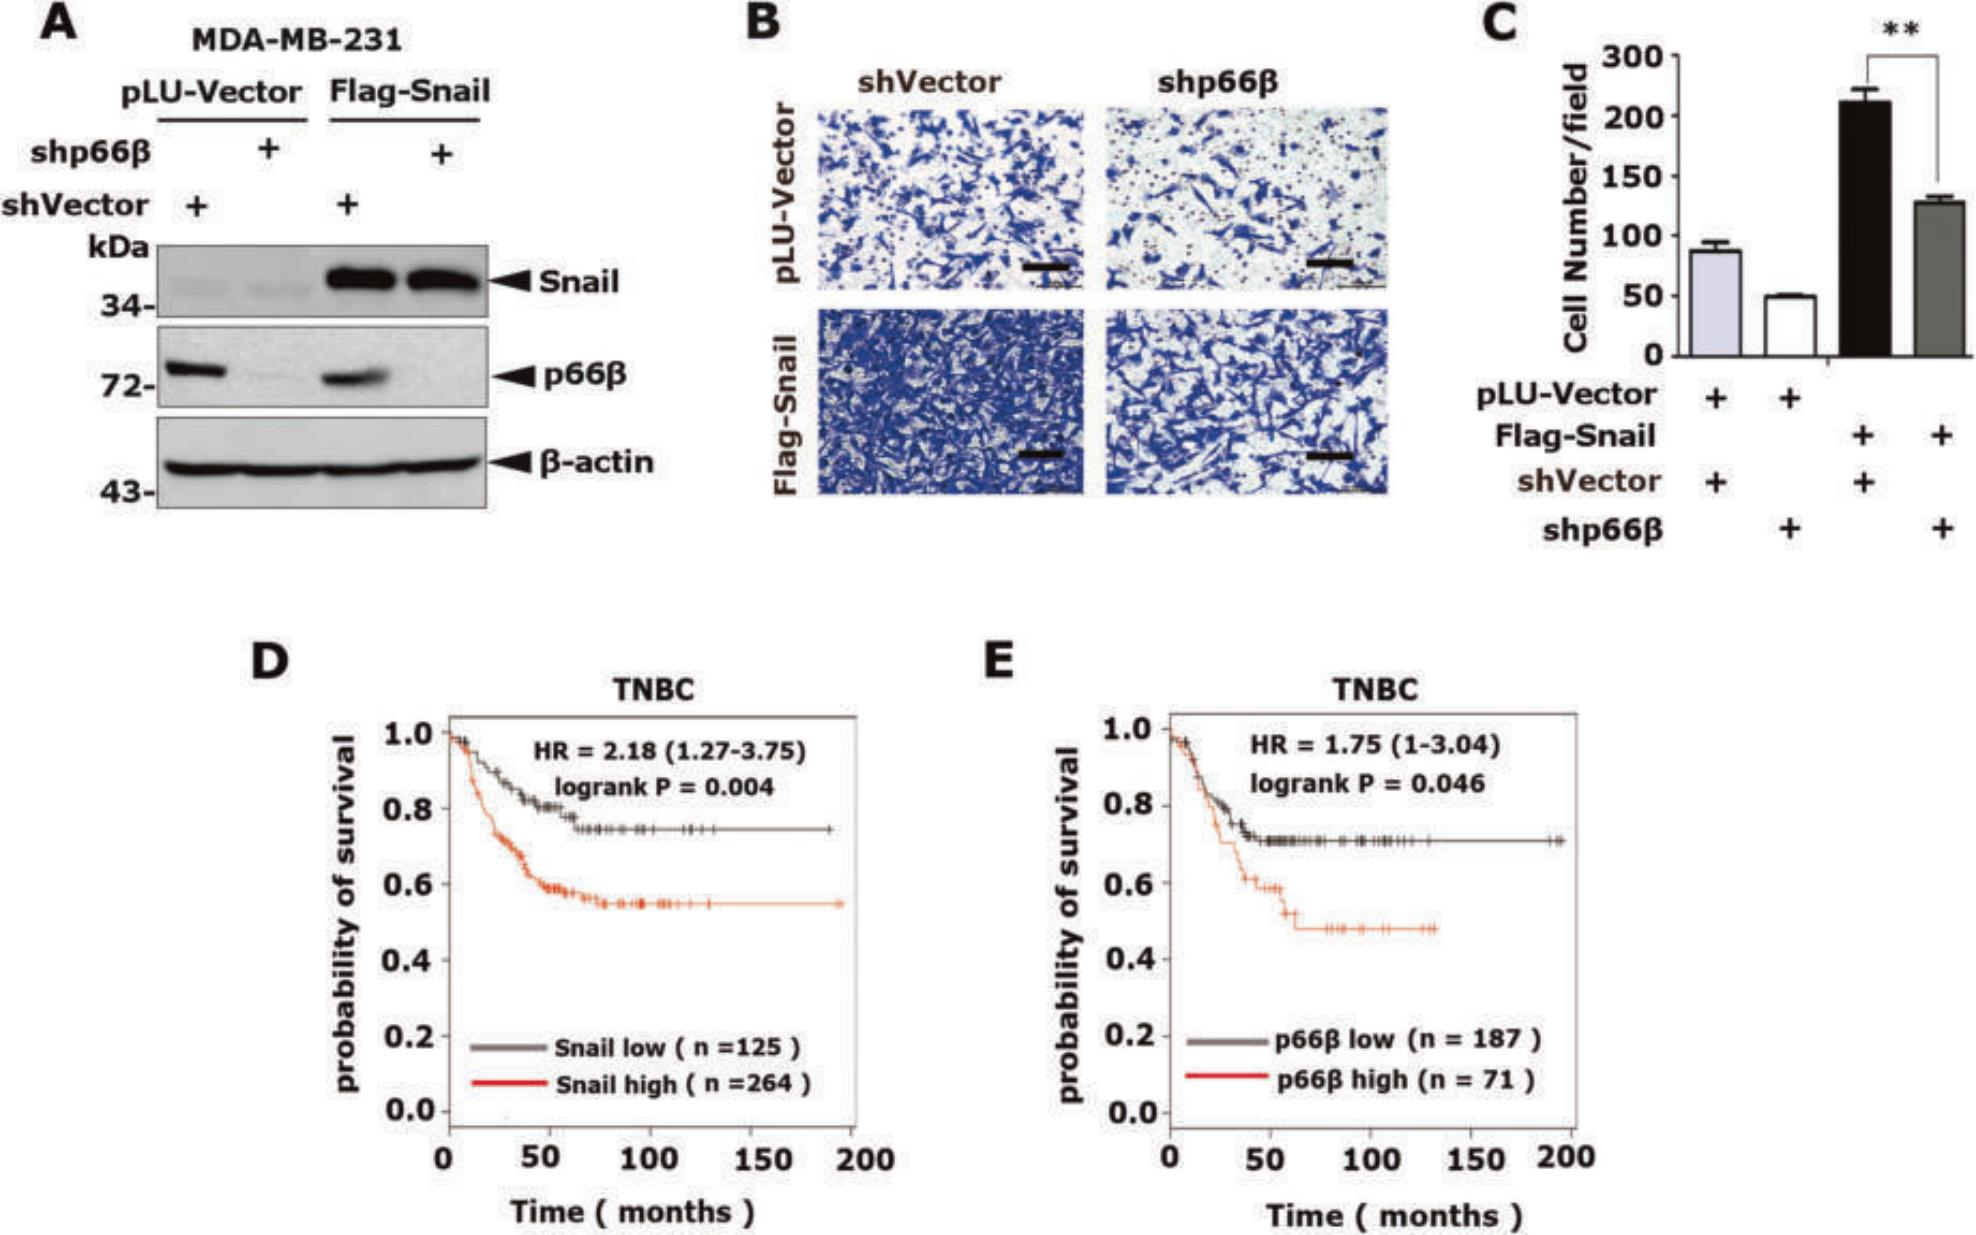 A
MDA-MB-231
pLU-Vector Flag-Snail
shp66β + +
shVector + +
kDa
Snail
34-
p66β
72-
β-actin
43-
B
shVector shp66β
pLU-Vector
Flag-Snail
C
**
Cell Number/field
300
200
150
100
50
0
pLU-Vector + +
Flag-Snail + +
shVector + +
shp66β + +
D
TNBC
probability of survival
1.0
0.8
0.6
0.4
0.2
0.0
HR = 2.18 (1.27-3.75)
logrank P = 0.004
Snail low ( n =125 )
Snail high ( n =264 )
0 50 100 150 200
Time ( months )
E
TNBC
probability of survival
1.0
0.8
0.6
0.4
0.2
0.0
HR = 1.75 (1-3.04)
logrank P = 0.046
p66β low (n = 187 )
p66β high (n = 71 )
0 50 100 150 200
Time ( months )